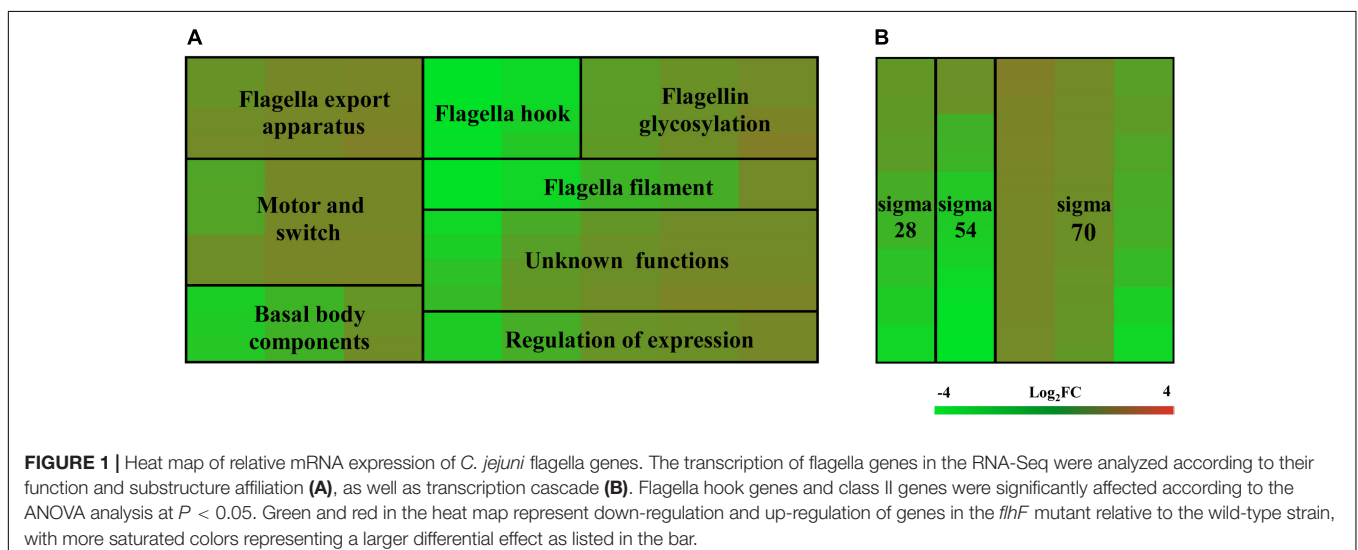 A
B
Flagella export
apparatus
Flagella hook
Flagellin
glycosylation
Motor and
switch
Flagella filament
Unknown functions
Basal body
components
Regulation of expression
sigma
28
sigma
54
sigma
70
-4 Log₂FC 4
FIGURE 1 | Heat map of relative mRNA expression of C. jejuni flagella genes. The transcription of flagella genes in the RNA-Seq were analyzed according to their
function and substructure affiliation (A), as well as transcription cascade (B). Flagella hook genes and class II genes were significantly affected according to the
ANOVA analysis at P < 0.05. Green and red in the heat map represent down-regulation and up-regulation of genes in the flhF mutant relative to the wild-type strain,
with more saturated colors representing a larger differential effect as listed in the bar.